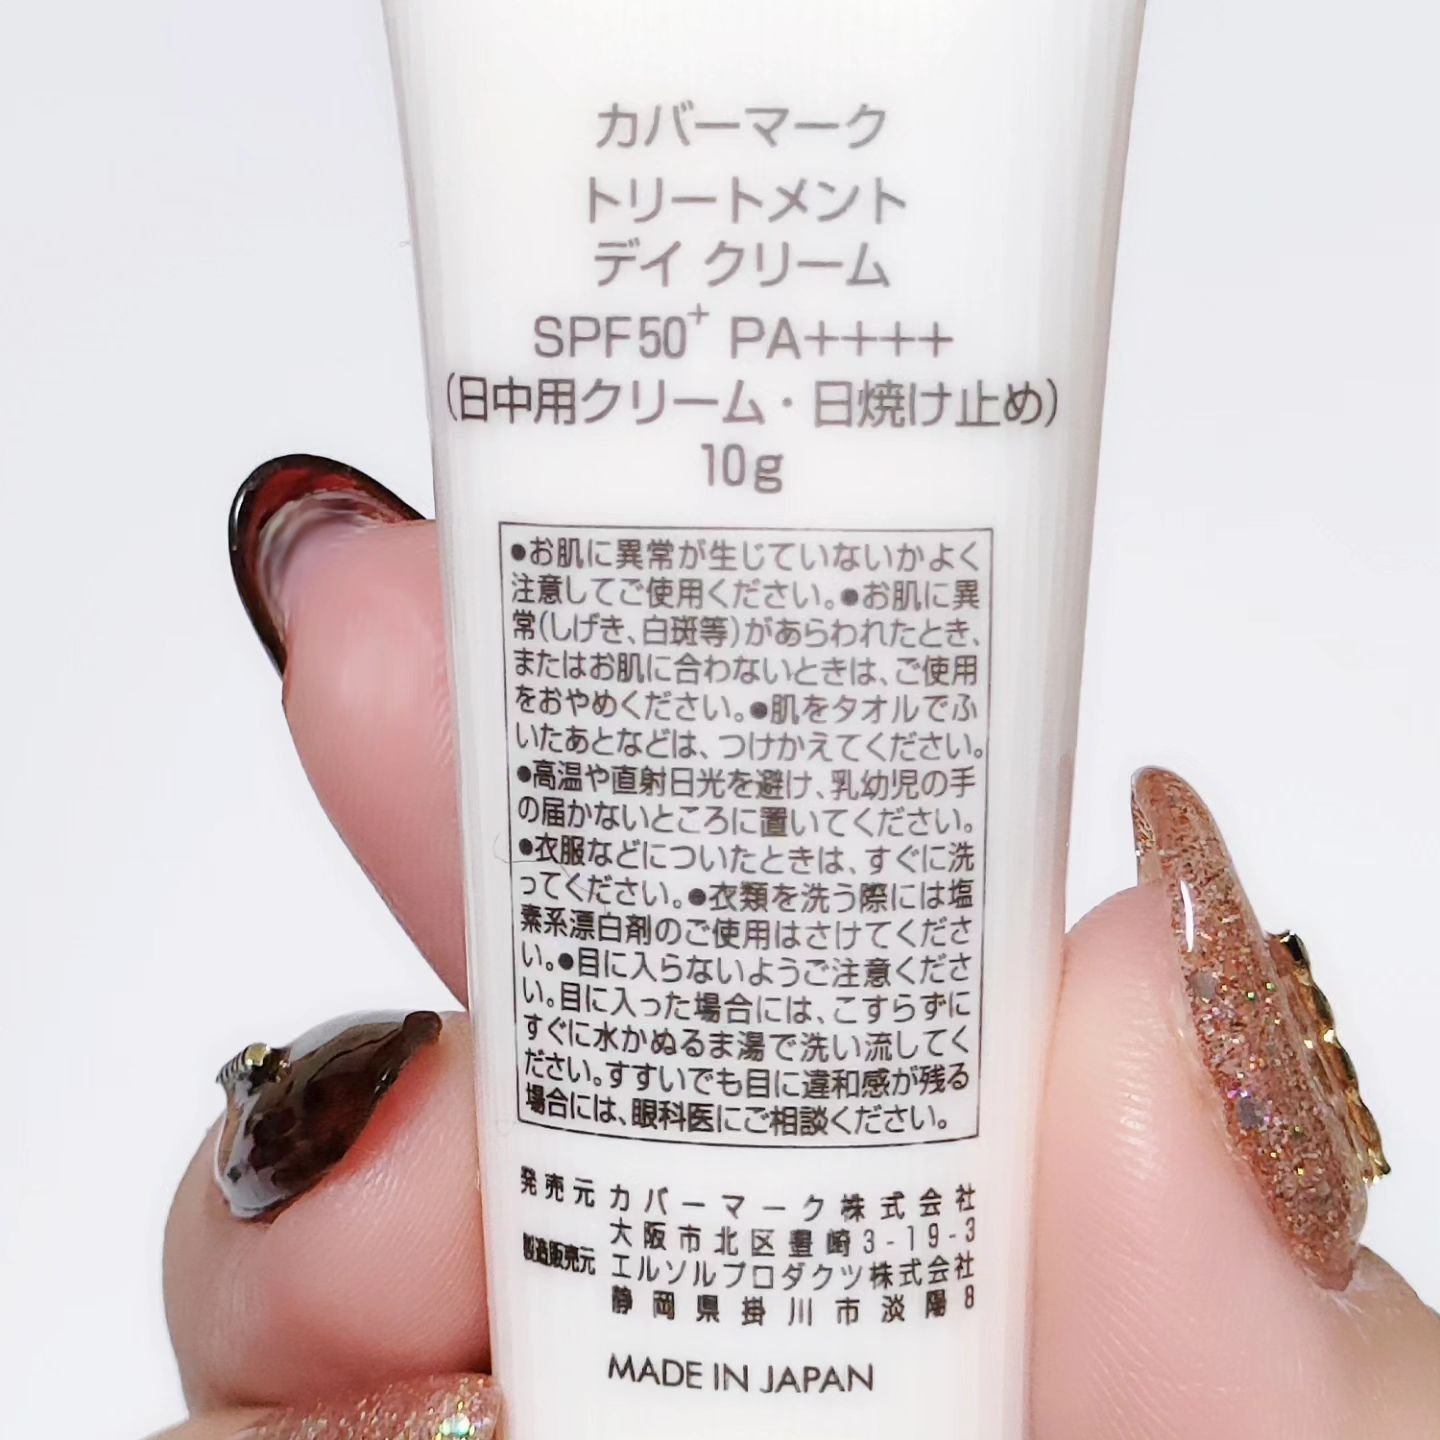 カバーマーク
トリートメント
デイ クリーム
SPF50+ PA++++
(日中用クリーム・日焼け止め)
10g
●お肌に異常が生じていないかよく
注意してご使用ください。●お肌に異
常(しげき、白斑等)があらわれたとき、
またはお肌に合わないときは、ご使用
をおやめください。●肌をタオルでふ
いたあとなどは、つけかえてください。
●高温や直射日光を避け、乳幼児の手
の届かないところに置いてください。
●衣服などについたときは、すぐに洗
ってください。●衣類を洗う際には塩
素系漂白剤のご使用はさけてくださ
い。●目に入らないようご注意くださ
い。目に入った場合には、こすらずに
すぐに水かぬるま湯で洗い流してく
ださい。すすいでも目に違和感が残る
場合には、眼科医にご相談ください。
発売元 カバーマーク株式会社
大阪市北区豊崎3-19-3
製造販売元 エルソルプロダクツ株式会社
静岡県掛川市淡陽8
MADE IN JAPAN